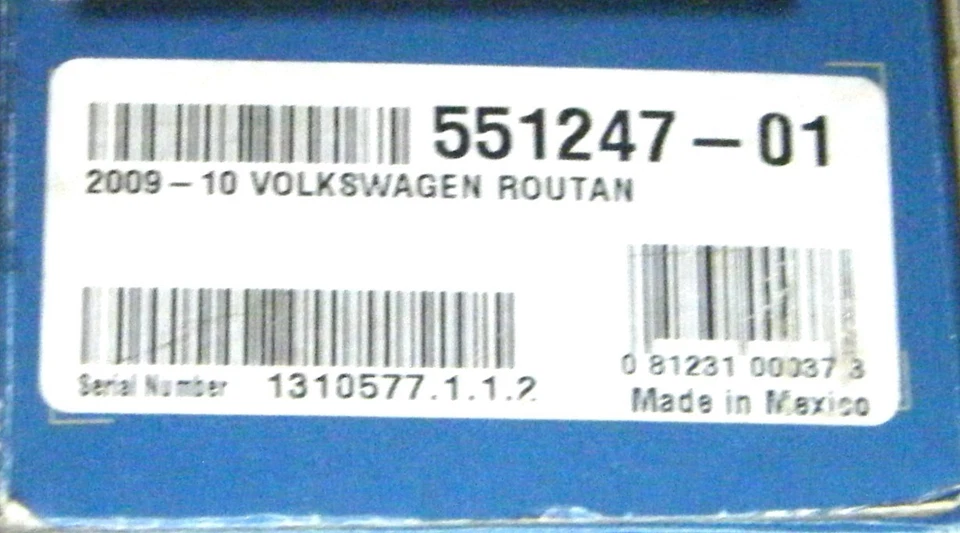 551247-01
2009-10 VOLKSWAGEN ROUTAN
Serial Number 1310577.1.1.2
0 81231 00037 3
Made in Mexico